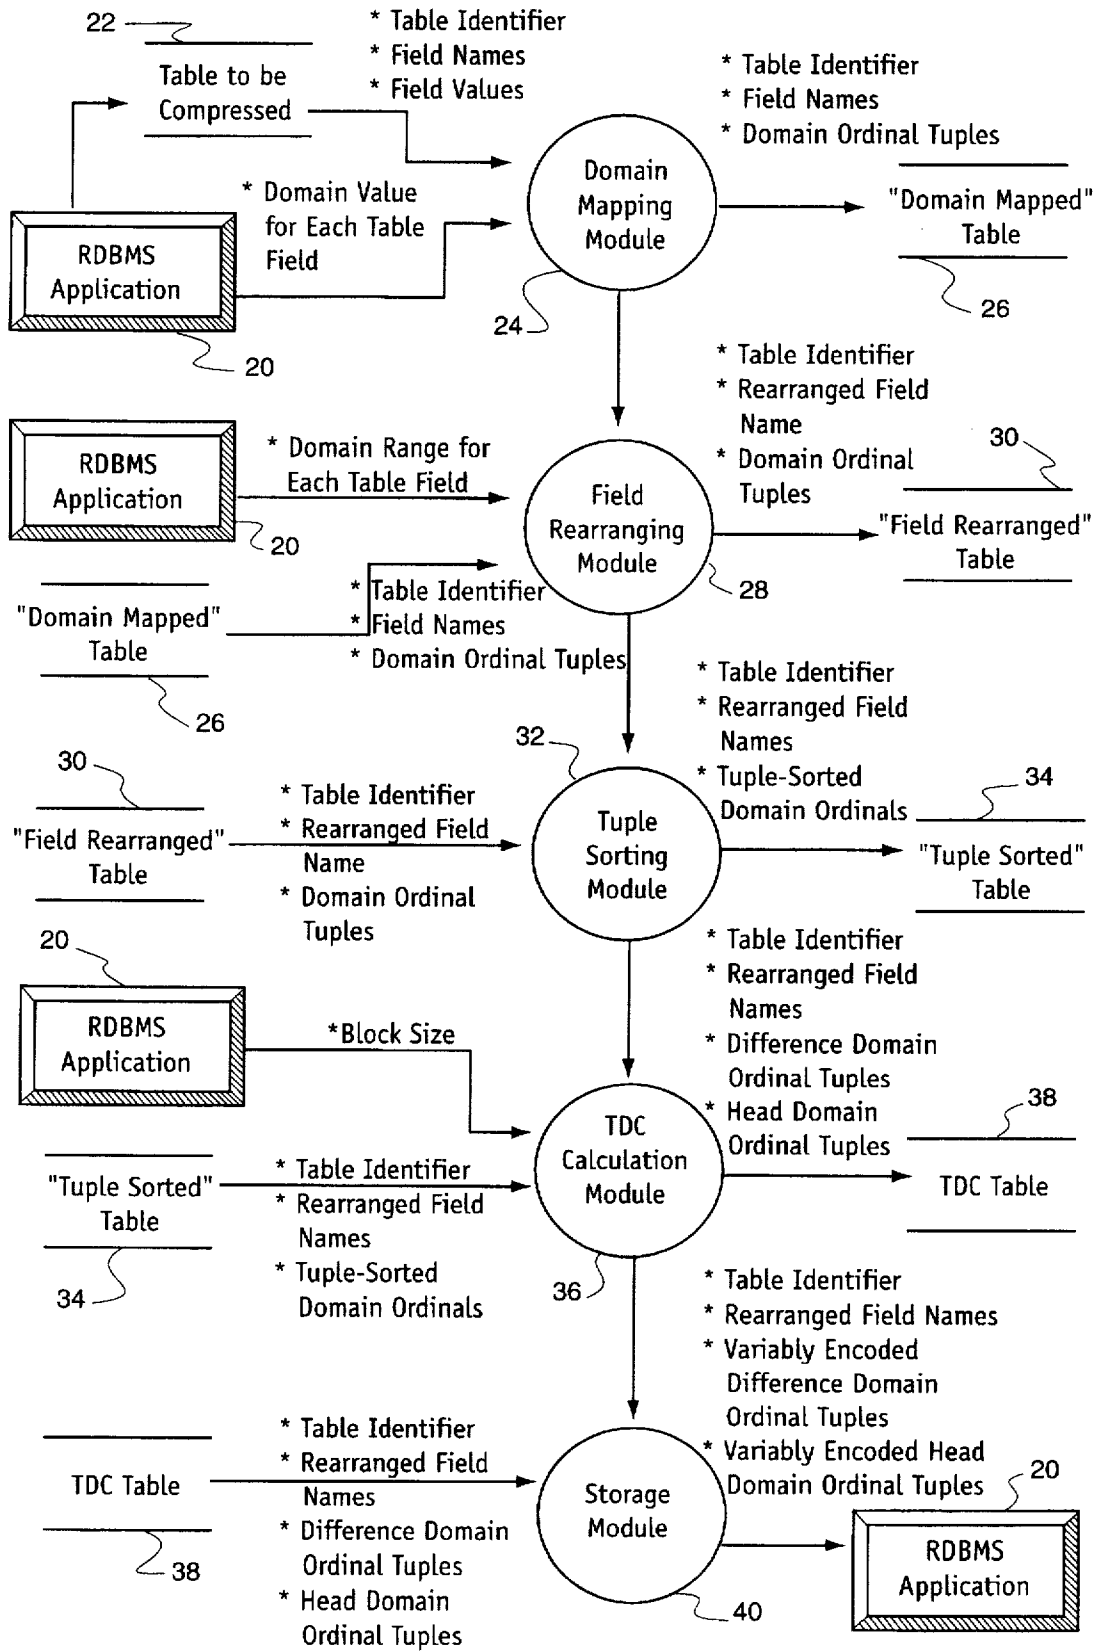 22
* Table Identifier
* Field Names
* Field Values
Table to be
Compressed
* Table Identifier
* Field Names
* Domain Ordinal Tuples
Domain
Mapping
Module
24
* Domain Value
for Each Table
Field
RDBMS
Application
20
"Domain Mapped"
Table
26
RDBMS
Application
20
* Domain Range for
Each Table Field
* Table Identifier
* Rearranged Field
Name
* Domain Ordinal
Tuples
Field
Rearranging
Module
28
30
"Field Rearranged"
Table
"Domain Mapped"
Table
26
* Table Identifier
* Field Names
* Domain Ordinal Tuples
* Table Identifier
* Rearranged Field
Names
* Tuple-Sorted
Domain Ordinals
32
Tuple
Sorting
Module
34
"Tuple Sorted"
Table
30
"Field Rearranged"
Table
* Table Identifier
* Rearranged Field
Name
* Domain Ordinal
Tuples
20
RDBMS
Application
*Block Size
* Table Identifier
* Rearranged Field
Names
* Difference Domain
Ordinal Tuples
* Head Domain
Ordinal Tuples
TDC
Calculation
Module
36
38
TDC Table
"Tuple Sorted"
Table
34
* Table Identifier
* Rearranged Field
Names
* Tuple-Sorted
Domain Ordinals
* Table Identifier
* Rearranged Field Names
* Variably Encoded
Difference Domain
Ordinal Tuples
* Variably Encoded Head
Domain Ordinal Tuples
TDC Table
38
* Table Identifier
* Rearranged Field
Names
* Difference Domain
Ordinal Tuples
* Head Domain
Ordinal Tuples
Storage
Module
40
20
RDBMS
Application